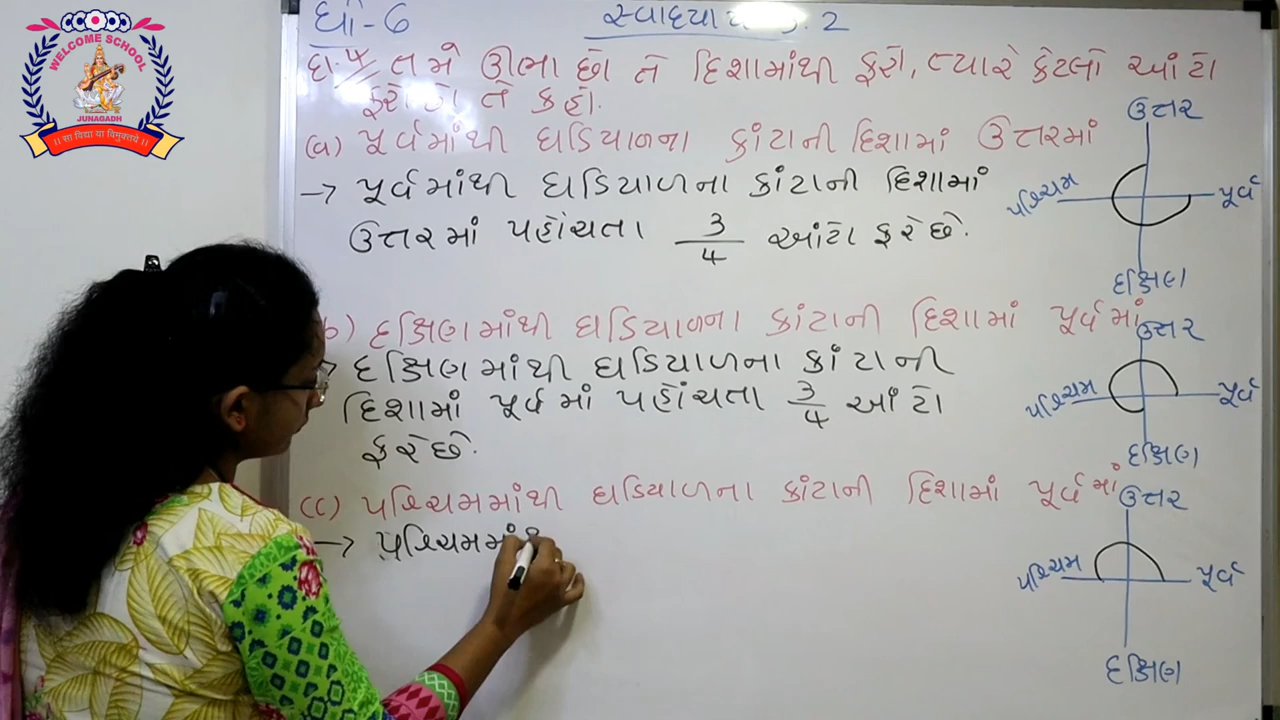 WELCOME SCHOOL
JUNAGADH
।। सा विद्या या विमुक्तये ।।
ધો-6
સ્વાધ્યાય 5.2
દા.4 તમે ઊભા છો તે દિશામાંથી ફરો, ત્યારે કેટલો આંટો
ફરો છો તે કહો.
(a) પૂર્વમાંથી ઘડિયાળના કાંટાની દિશામાં ઉત્તરમાં
→ પૂર્વમાંથી ઘડિયાળના કાંટાની દિશામાં
ઉત્તરમાં પહોંચતા 3/4 આંટો ફરે છે.
ઉત્તર
પશ્ચિમ પૂર્વ
દક્ષિણ
b) દક્ષિણમાંથી ઘડિયાળના કાંટાની દિશામાં પૂર્વમાં
→ દક્ષિણમાંથી ઘડિયાળના કાંટાની
દિશામાં પૂર્વમાં પહોંચતા 3/4 આંટો
ફરે છે.
ઉત્તર
પશ્ચિમ પૂર્વ
દક્ષિણ
(c) પશ્ચિમમાંથી ઘડિયાળના કાંટાની દિશામાં પૂર્વમાં
→ પશ્ચિમમાં
ઉત્તર
પશ્ચિમ પૂર્વ
દક્ષિણ